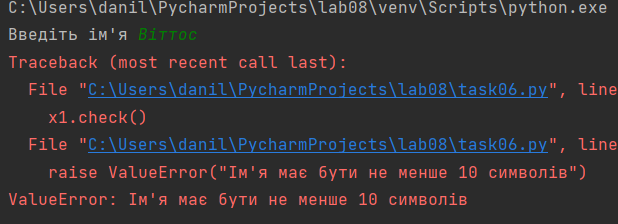 C:\Users\danil\PycharmProjects\lab08\venv\Scripts\python.exe
Введіть ім'я Віттос
Traceback (most recent call last):
File "C:\Users\danil\PycharmProjects\lab08\task06.py", line
x1.check()
File "C:\Users\danil\PycharmProjects\lab08\task06.py", line
raise ValueError("Ім'я має бути не менше 10 символів")
ValueError: Ім'я має бути не менше 10 символів